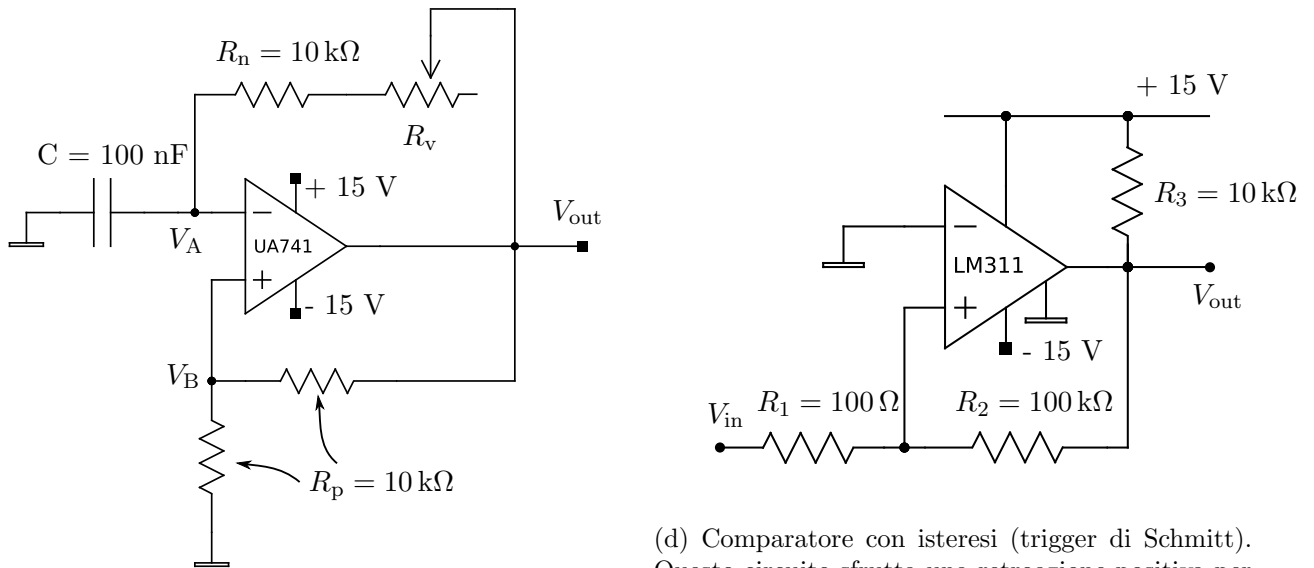 R_n = 10 kΩ
R_v
C = 100 nF
+ 15 V
V_A
UA741
V_out
- 15 V
V_B
R_p = 10 kΩ
+ 15 V
R_3 = 10 kΩ
LM311
V_out
- 15 V
V_in
R_1 = 100 Ω
R_2 = 100 kΩ
(d) Comparatore con isteresi (trigger di Schmitt).